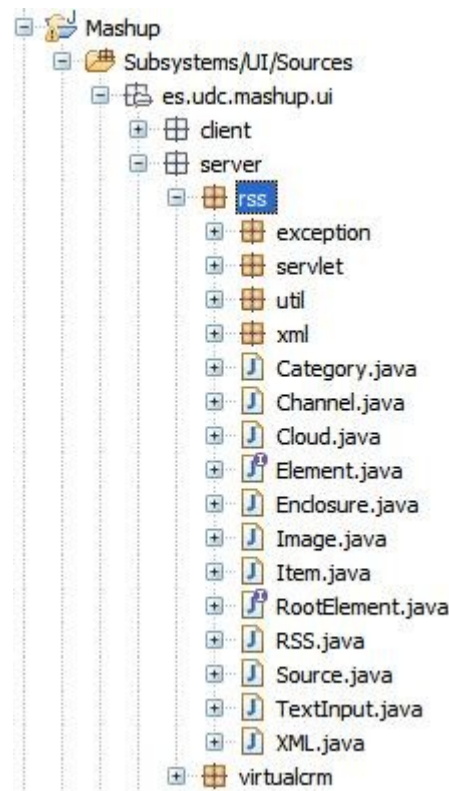 Mashup
Subsystems/UI/Sources
es.udc.mashup.ui
client
server
rss
exception
servlet
util
xml
Category.java
Channel.java
Cloud.java
Element.java
Enclosure.java
Image.java
Item.java
RootElement.java
RSS.java
Source.java
TextInput.java
XML.java
virtualcrm